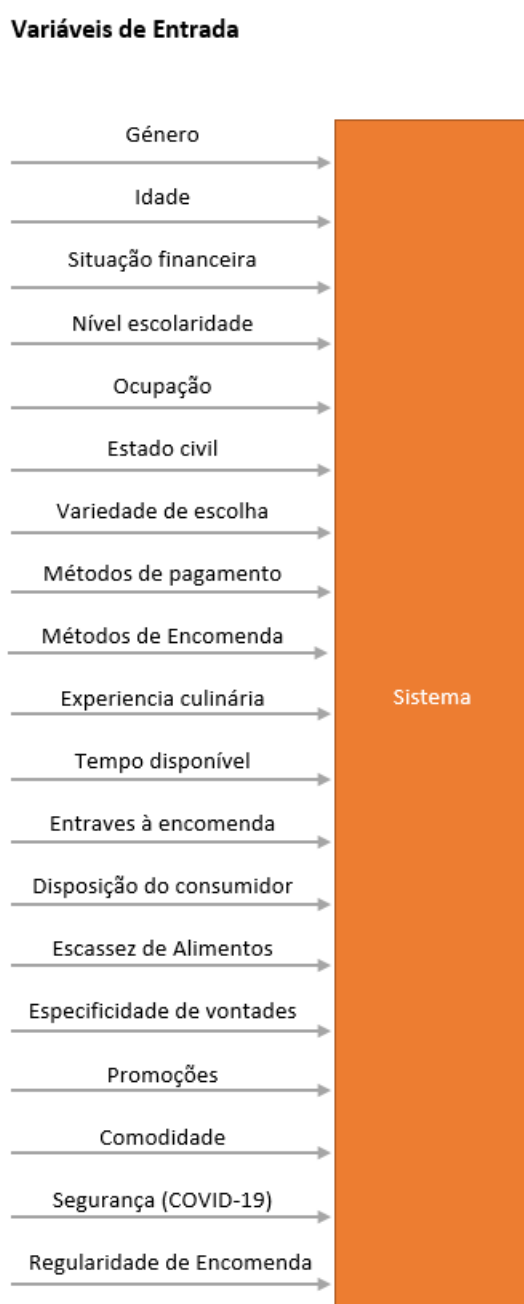 Variáveis de Entrada
Género
Idade
Situação financeira
Nível escolaridade
Ocupação
Estado civil
Variedade de escolha
Métodos de pagamento
Métodos de Encomenda
Experiencia culinária
Sistema
Tempo disponível
Entraves à encomenda
Disposição do consumidor
Escassez de Alimentos
Especificidade de vontades
Promoções
Comodidade
Segurança (COVID-19)
Regularidade de Encomenda